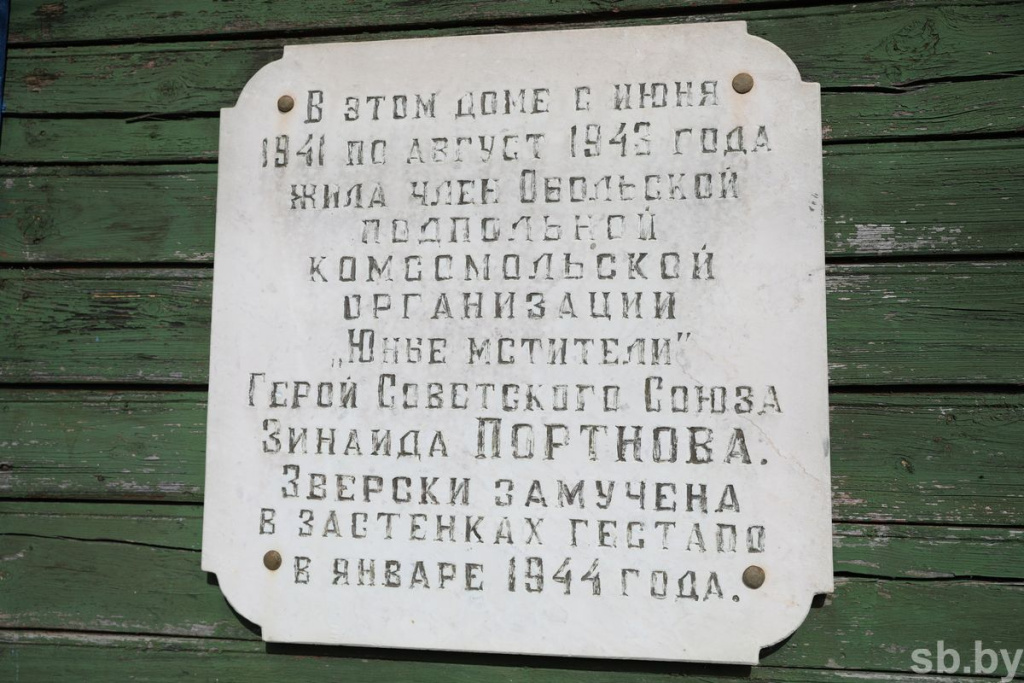 В этом доме с июня
1941 по август 1943 года
жила член Обольской
подпольной
комсомольской
организации
„Юные мстители"
Герой Советского Союза
Зинаида ПОРТНОВА.
Зверски замучена
в застенках гестапо
в январе 1944 года.
sb.by